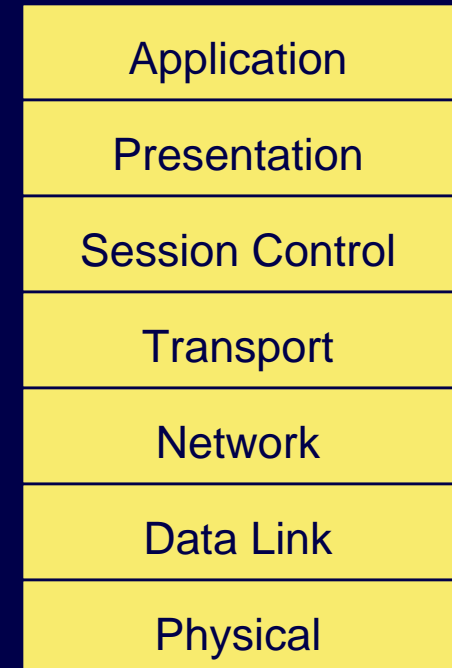 Application
Presentation
Session Control
Transport
Network
Data Link
Physical